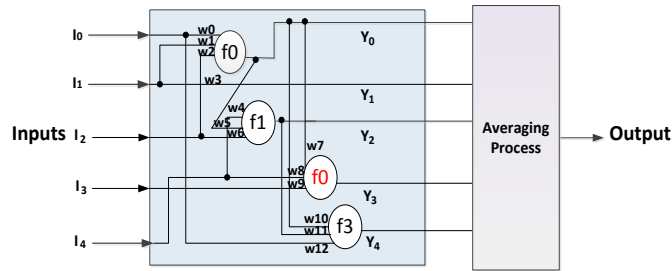 I0
w0
w1
w2
f0
Y0
I1
w3
Y1
w4
w5
w6
f1
Y2
Inputs
I2
w7
Averaging
Process
Output
I3
w8
w9
f0
Y3
I4
w10
w11
w12
f3
Y4